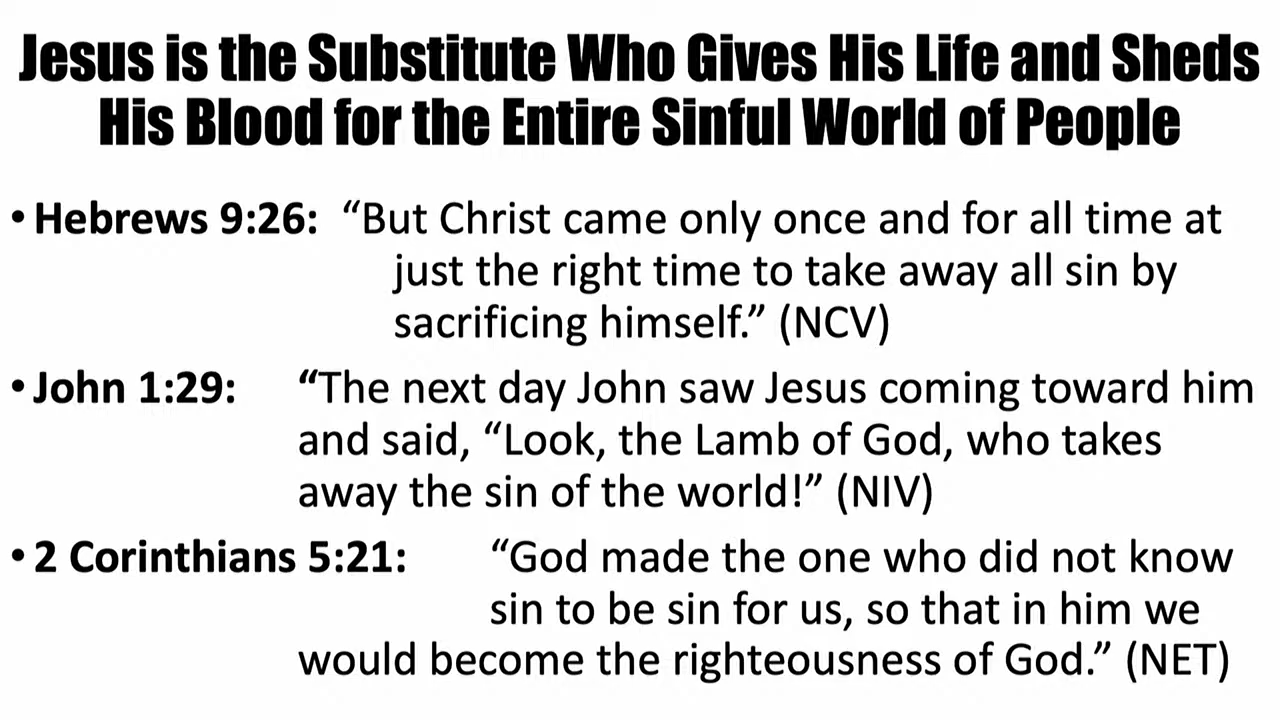 Jesus is the Substitute Who Gives His Life and Sheds
His Blood for the Entire Sinful World of People
• Hebrews 9:26: “But Christ came only once and for all time at
just the right time to take away all sin by
sacrificing himself.” (NCV)
• John 1:29: “The next day John saw Jesus coming toward him
and said, “Look, the Lamb of God, who takes
away the sin of the world!” (NIV)
• 2 Corinthians 5:21: “God made the one who did not know
sin to be sin for us, so that in him we
would become the righteousness of God.” (NET)